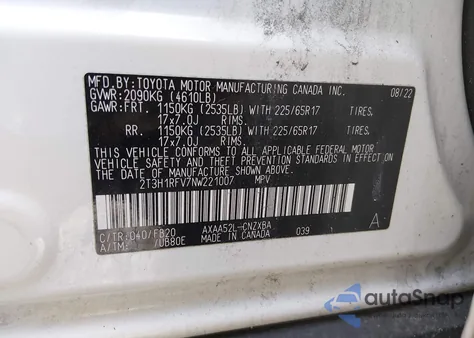 MFD.BY:TOYOTA MOTOR MANUFACTURING CANADA INC. 08/22
GVWR:2090KG (4610LB)
GAWR:FRT. 1150KG (2535LB) WITH 225/65R17 TIRES,
17x7.0J RIMS.
RR. 1150KG (2535LB) WITH 225/65R17 TIRES,
17x7.0J RIMS.
THIS VEHICLE CONFORMS TO ALL APPLICABLE FEDERAL MOTOR
VEHICLE SAFETY AND THEFT PREVENTION STANDARDS IN EFFECT ON
THE DATE OF MANUFACTURE SHOWN ABOVE.
2T3H1RFV7NW221007 MPV
C/TR:040/FB20 AXAA52L-CNZXBA A
A/TM: /UB80E MADE IN CANADA 039
autoSnap